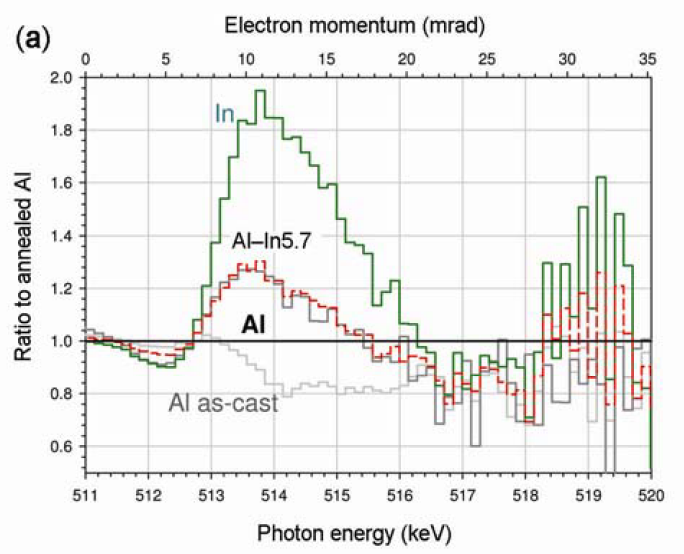 (a)
Electron momentum (mrad)
0 5 10 15 20 25 30 35
2.0
1.8
1.6
1.4
1.2
1.0
0.8
0.6
Ratio to annealed Al
In
Al–In5.7
Al
Al as-cast
511 512 513 514 515 516 517 518 519 520
Photon energy (keV)